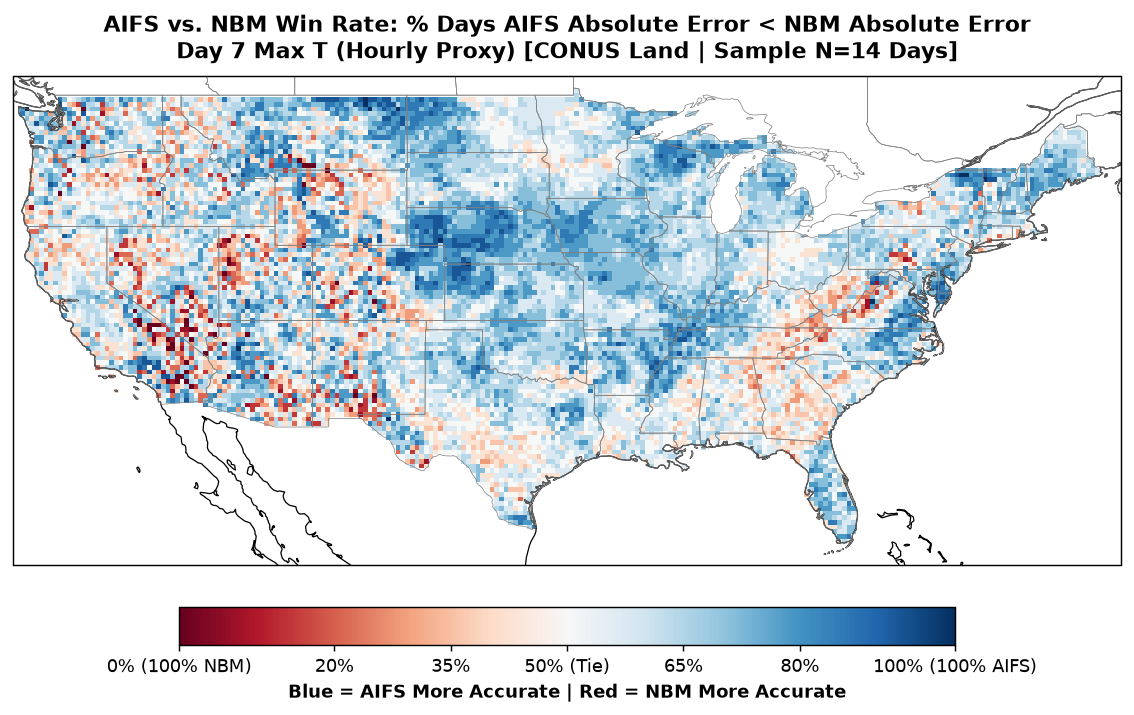 AIFS vs. NBM Win Rate: % Days AIFS Absolute Error < NBM Absolute Error
Day 7 Max T (Hourly Proxy) [CONUS Land | Sample N=14 Days]
0% (100% NBM) 20% 35% 50% (Tie) 65% 80% 100% (100% AIFS)
Blue = AIFS More Accurate | Red = NBM More Accurate